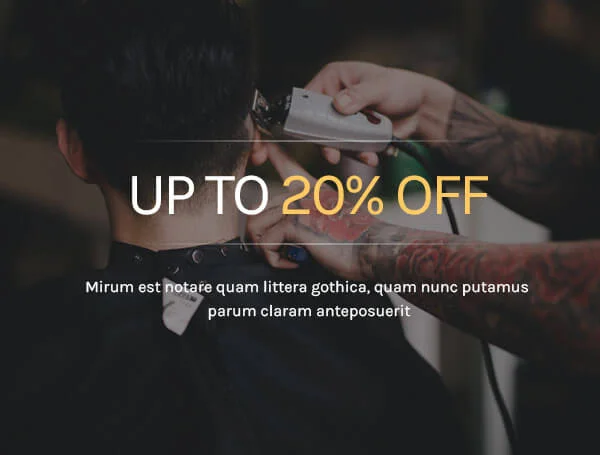 UP TO 20% OFF
Mirum est notare quam littera gothica, quam nunc putamus
parum claram anteposuerit